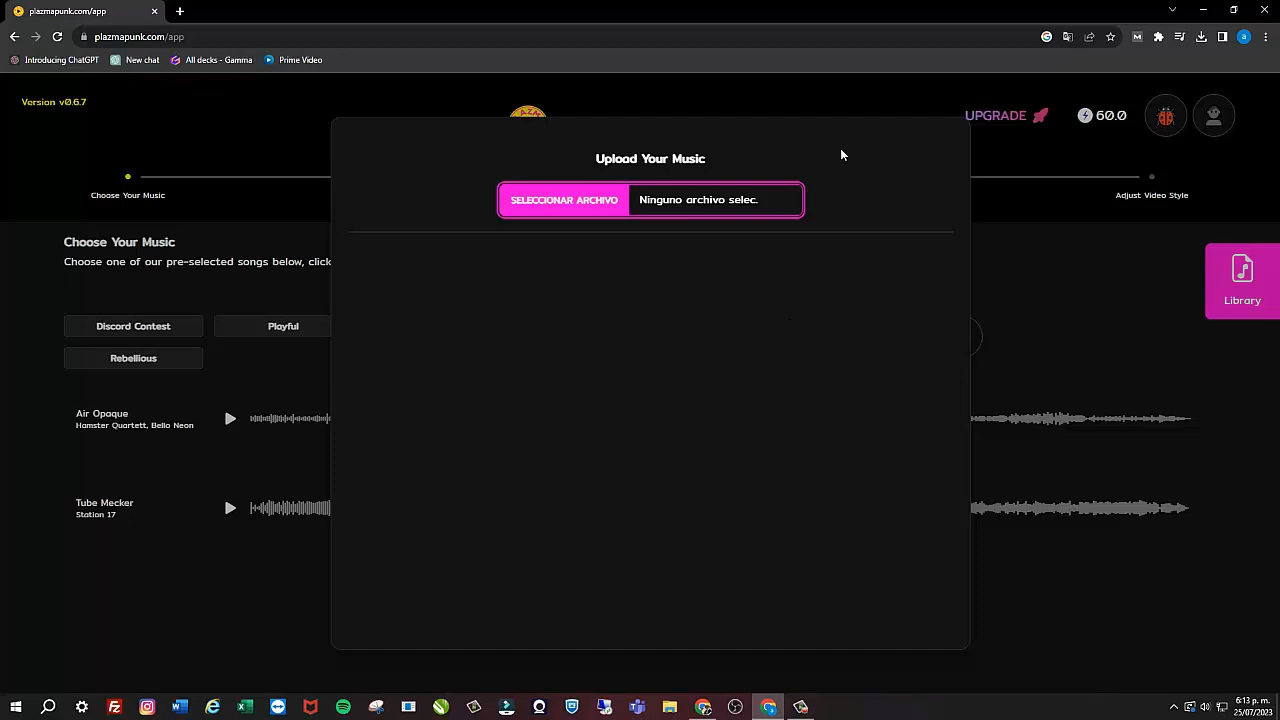 plazmapunk.com/app
plazmapunk.com/app
Introducing ChatGPT
New chat
All decks - Gamma
Prime Video
Version v0.6.7
AZA
UPGRADE
60.0
Upload Your Music
SELECCIONAR ARCHIVO
Ninguno archivo selec.
Choose Your Music
Adjust Video Style
Choose Your Music
Choose one of our pre-selected songs below, click
Library
Discord Contest
Playful
Rebellious
Air Opaque
Hamster Quartett, Bello Neon
Tube Mecker
Station 17
6:13 p. m.
25/07/2023